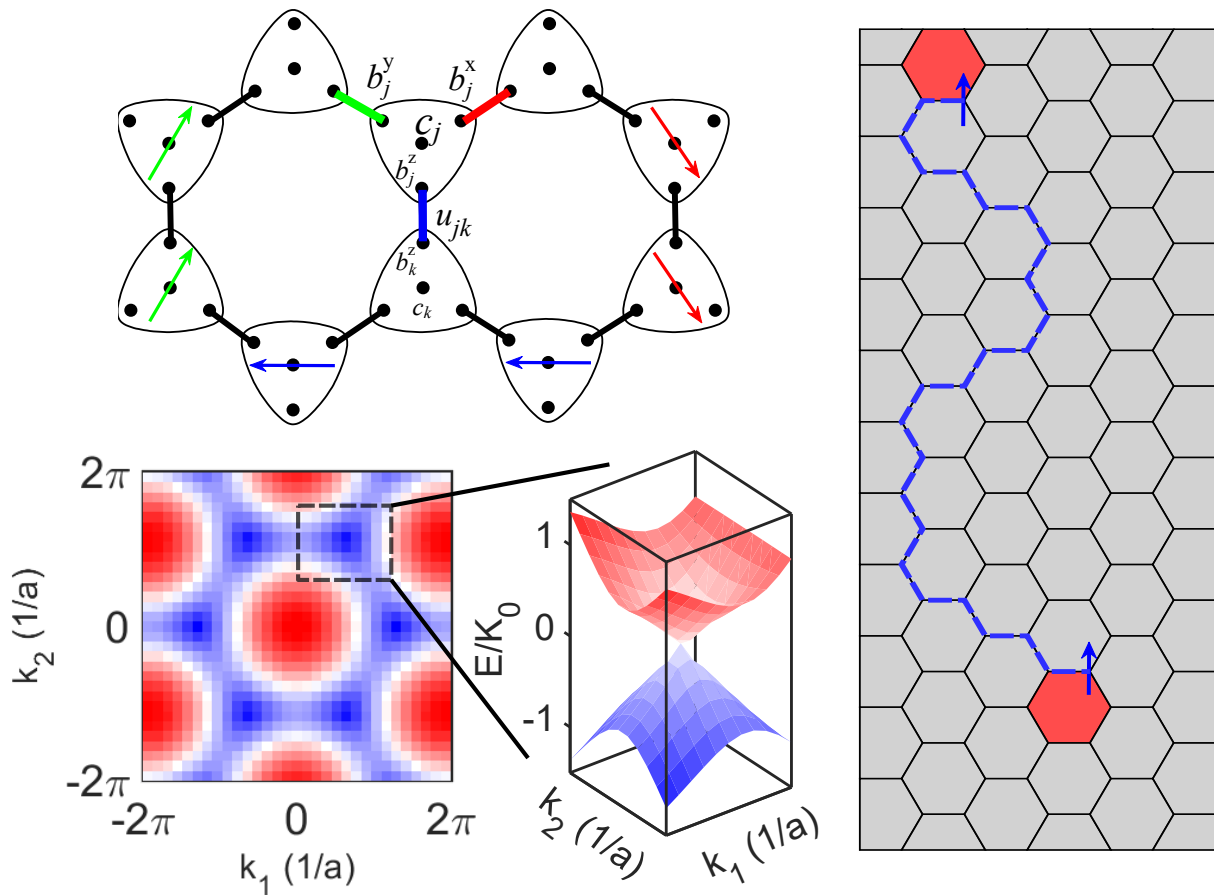 b_j^y b_j^x
c_j
b_j^z
u_jk
b_k^z
c_k
2π
0
-2π
k_2 (1/a)
-2π 0 2π
k_1 (1/a)
1
0
-1
E/K_0
k_2 (1/a)
k_1 (1/a)